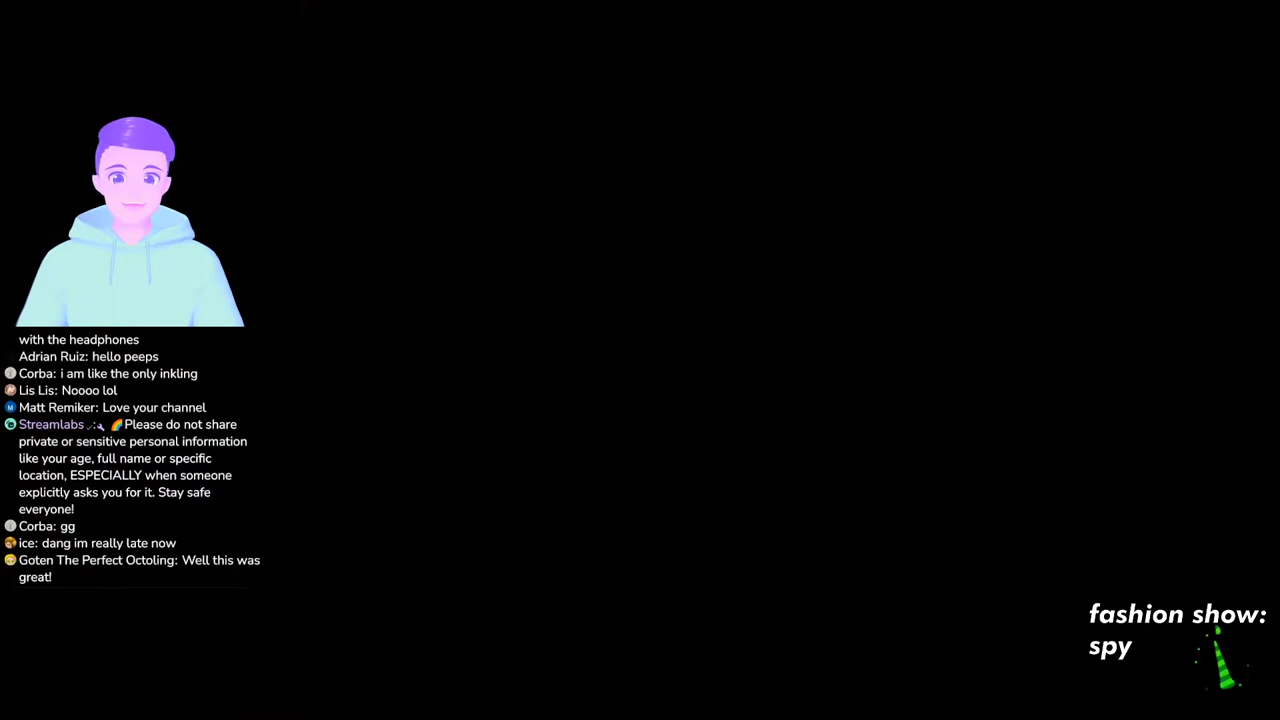 with the headphones
Adrian Ruiz: hello peeps
Corba: i am like the only inkling
Lis Lis: Noooo lol
M Matt Remiker: Love your channel
Streamlabs Please do not share
private or sensitive personal information
like your age, full name or specific
location, ESPECIALLY when someone
explicitly asks you for it. Stay safe
everyone!
Corba: gg
ice: dang im really late now
Goten The Perfect Octoling: Well this was
great!
fashion show:
spy